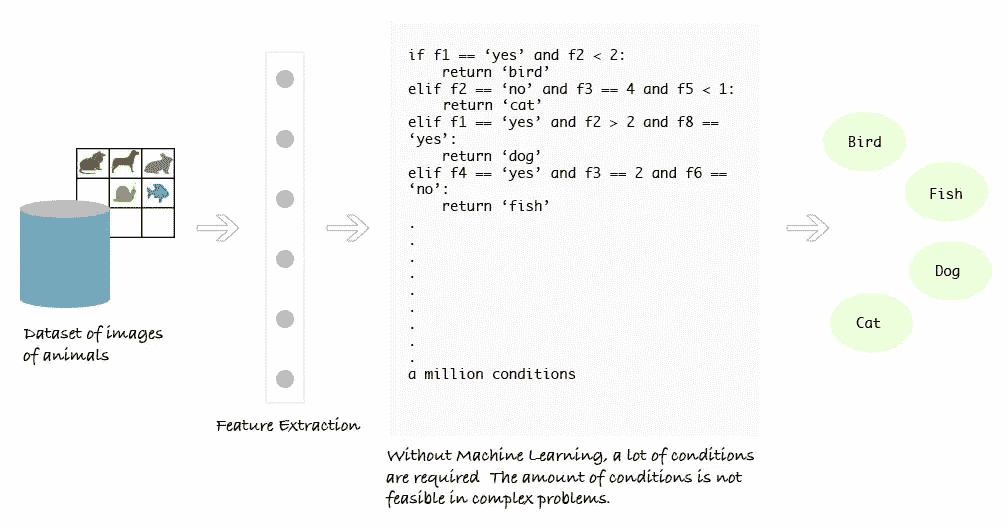 if f1 == ‘yes’ and f2 < 2:
    return ‘bird’
elif f2 == ‘no’ and f3 == 4 and f5 < 1:
    return ‘cat’
elif f1 == ‘yes’ and f2 > 2 and f8 ==
‘yes’:
    return ‘dog’
elif f4 == ‘yes’ and f3 == 2 and f6 ==
‘no’:
    return ‘fish’
.
.
.
.
.
.
.
.
.
a million conditions
Bird
Fish
Dog
Cat
Dataset of images
of animals
Feature Extraction
Without Machine Learning, a lot of conditions
are required  The amount of conditions is not
feasible in complex problems.